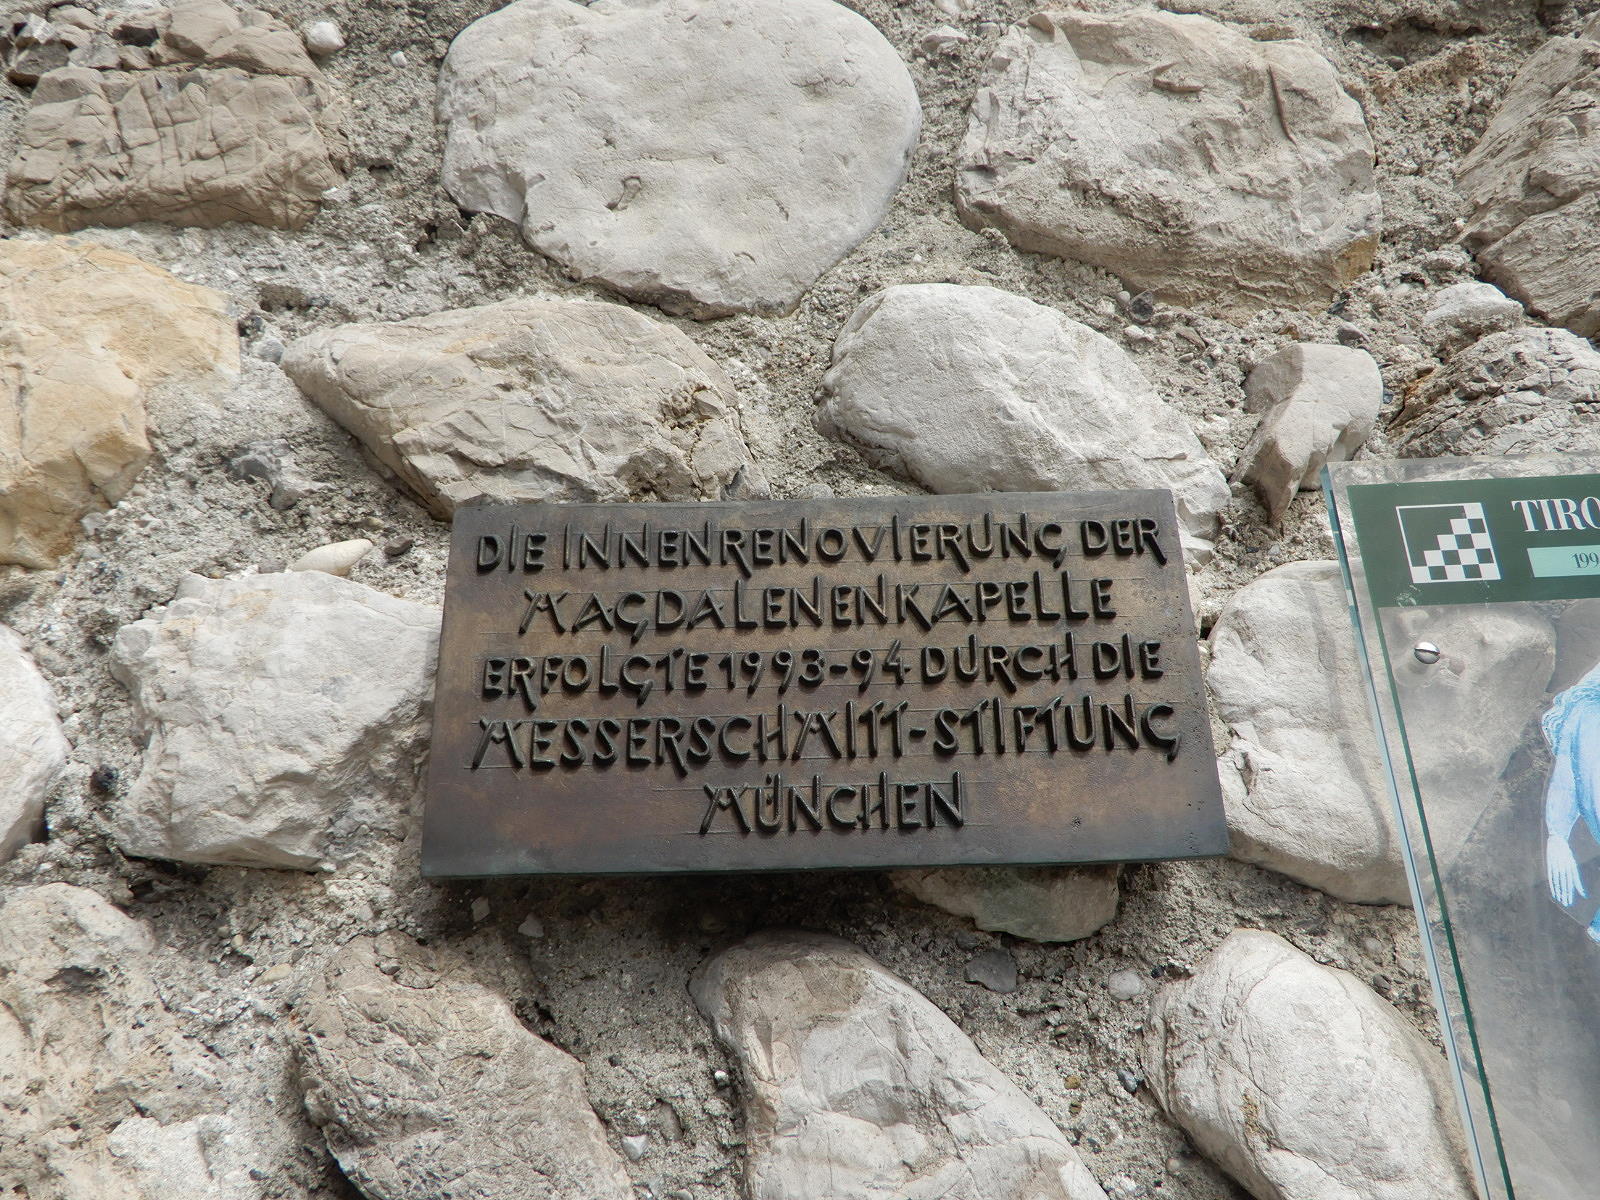 DIE INNENRENOVIERUNG DER
MAGDALENENKAPELLE
ERFOLGTE 1993-94 DURCH DIE
MESSERSCHMITT-STIFTUNG
MÜNCHEN